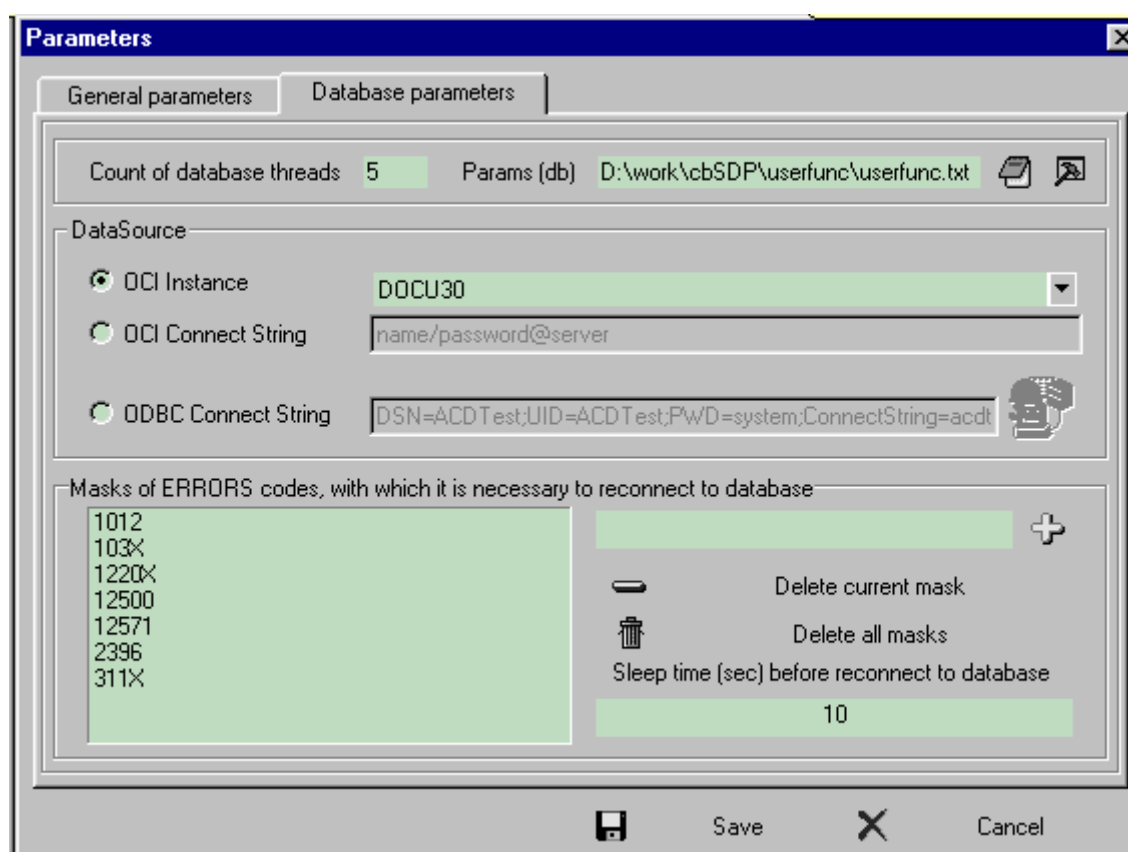 Parameters
General parameters
Database parameters
Count of database threads 5 Params (db) D:\work\cbSDP\userfunc\userfunc.txt
DataSource
OCI Instance DOCU30
OCI Connect String name/password@server
ODBC Connect String DSN=ACDTest;UID=ACDTest;PWD=system;ConnectString=acdt
Masks of ERRORS codes, with which it is necessary to reconnect to database
1012
103X
1220X
12500
12571
2396
311X
Delete current mask
Delete all masks
Sleep time (sec) before reconnect to database
10
Save Cancel